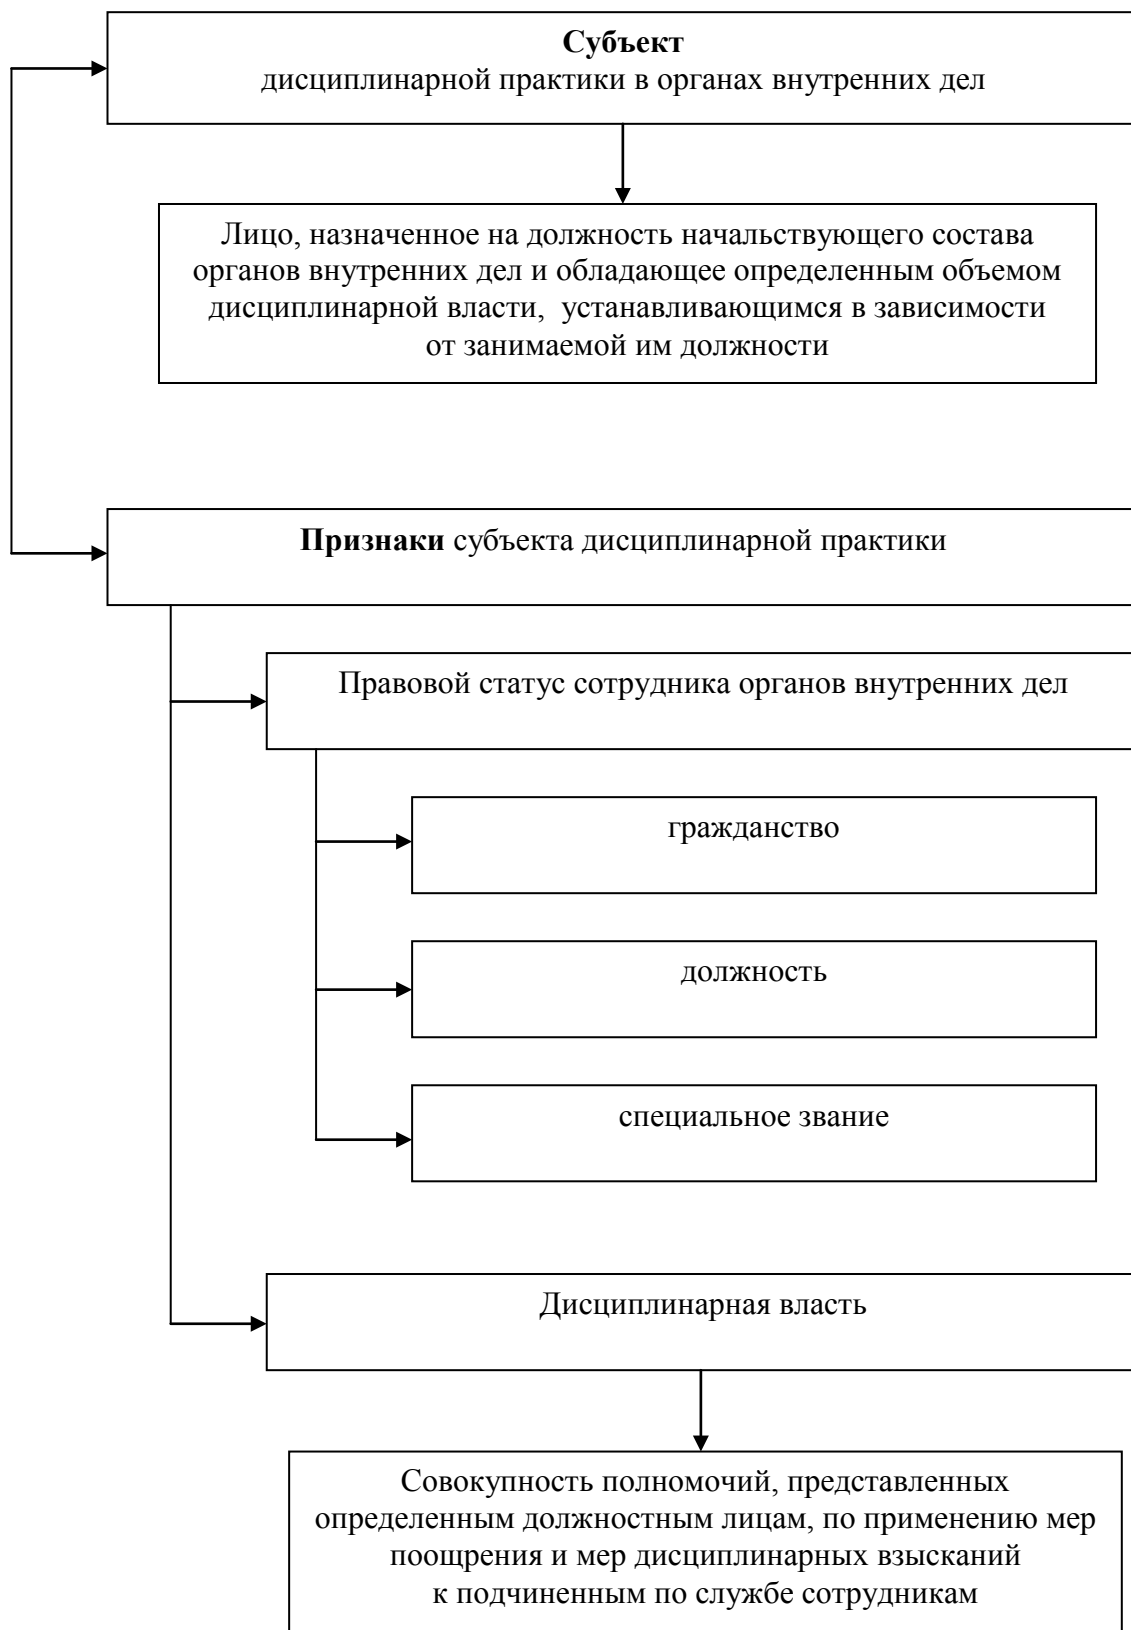 Субъект
дисциплинарной практики в органах внутренних дел
Лицо, назначенное на должность начальствующего состава
органов внутренних дел и обладающее определенным объемом
дисциплинарной власти, устанавливающимся в зависимости
от занимаемой им должности
Признаки субъекта дисциплинарной практики
Правовой статус сотрудника органов внутренних дел
гражданство
должность
специальное звание
Дисциплинарная власть
Совокупность полномочий, представленных
определенным должностным лицам, по применению мер
поощрения и мер дисциплинарных взысканий
к подчиненным по службе сотрудникам